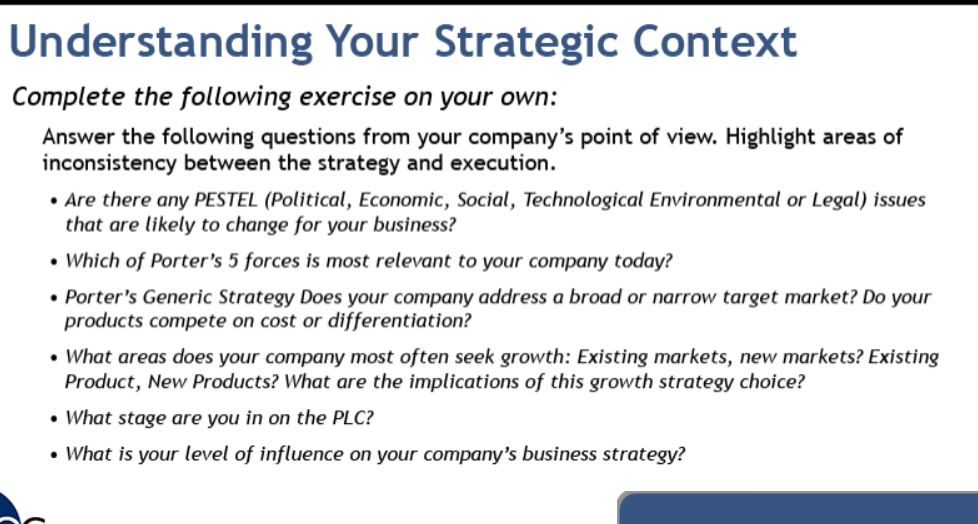 Understanding Your Strategic Context
Complete the following exercise on your own:
Answer the following questions from your company's point of view. Highlight areas of
inconsistency between the strategy and execution.
• Are there any PESTEL (Political, Economic, Social, Technological Environmental or Legal) issues
that are likely to change for your business?
• Which of Porter's 5 forces is most relevant to your company today?
• Porter's Generic Strategy Does your company address a broad or narrow target market? Do your
products compete on cost or differentiation?
• What areas does your company most often seek growth: Existing markets, new markets? Existing
Product, New Products? What are the implications of this growth strategy choice?
• What stage are you in on the PLC?
• What is your level of influence on your company's business strategy?